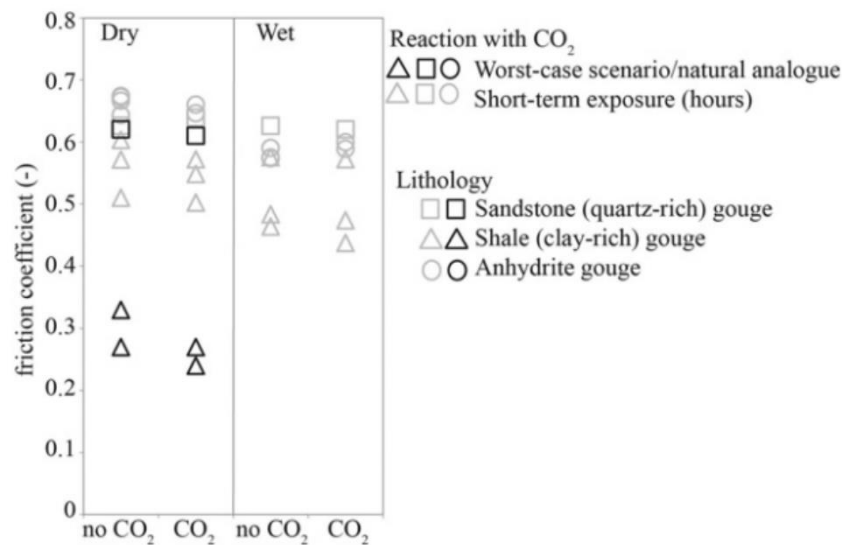 0.8
0.7
0.6
0.5
0.4
0.3
0.2
0.1
0
friction coefficient (-)
Dry
Wet
no CO₂
CO₂
no CO₂
CO₂
Reaction with CO₂
Worst-case scenario/natural analogue
Short-term exposure (hours)
Lithology
Sandstone (quartz-rich) gouge
Shale (clay-rich) gouge
Anhydrite gouge